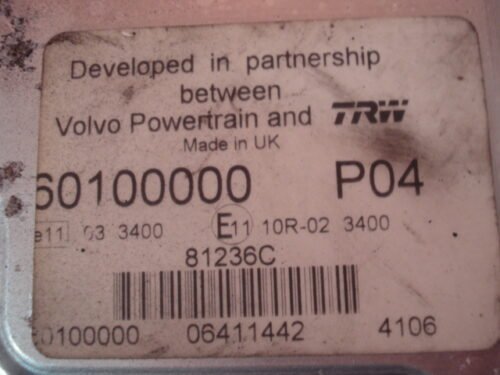 Developed in partnership
between
Volvo Powertrain and TRW
Made in UK
60100000 P04
e11 03 3400 E11 10R-02 3400
81236C
60100000 06411442 4106